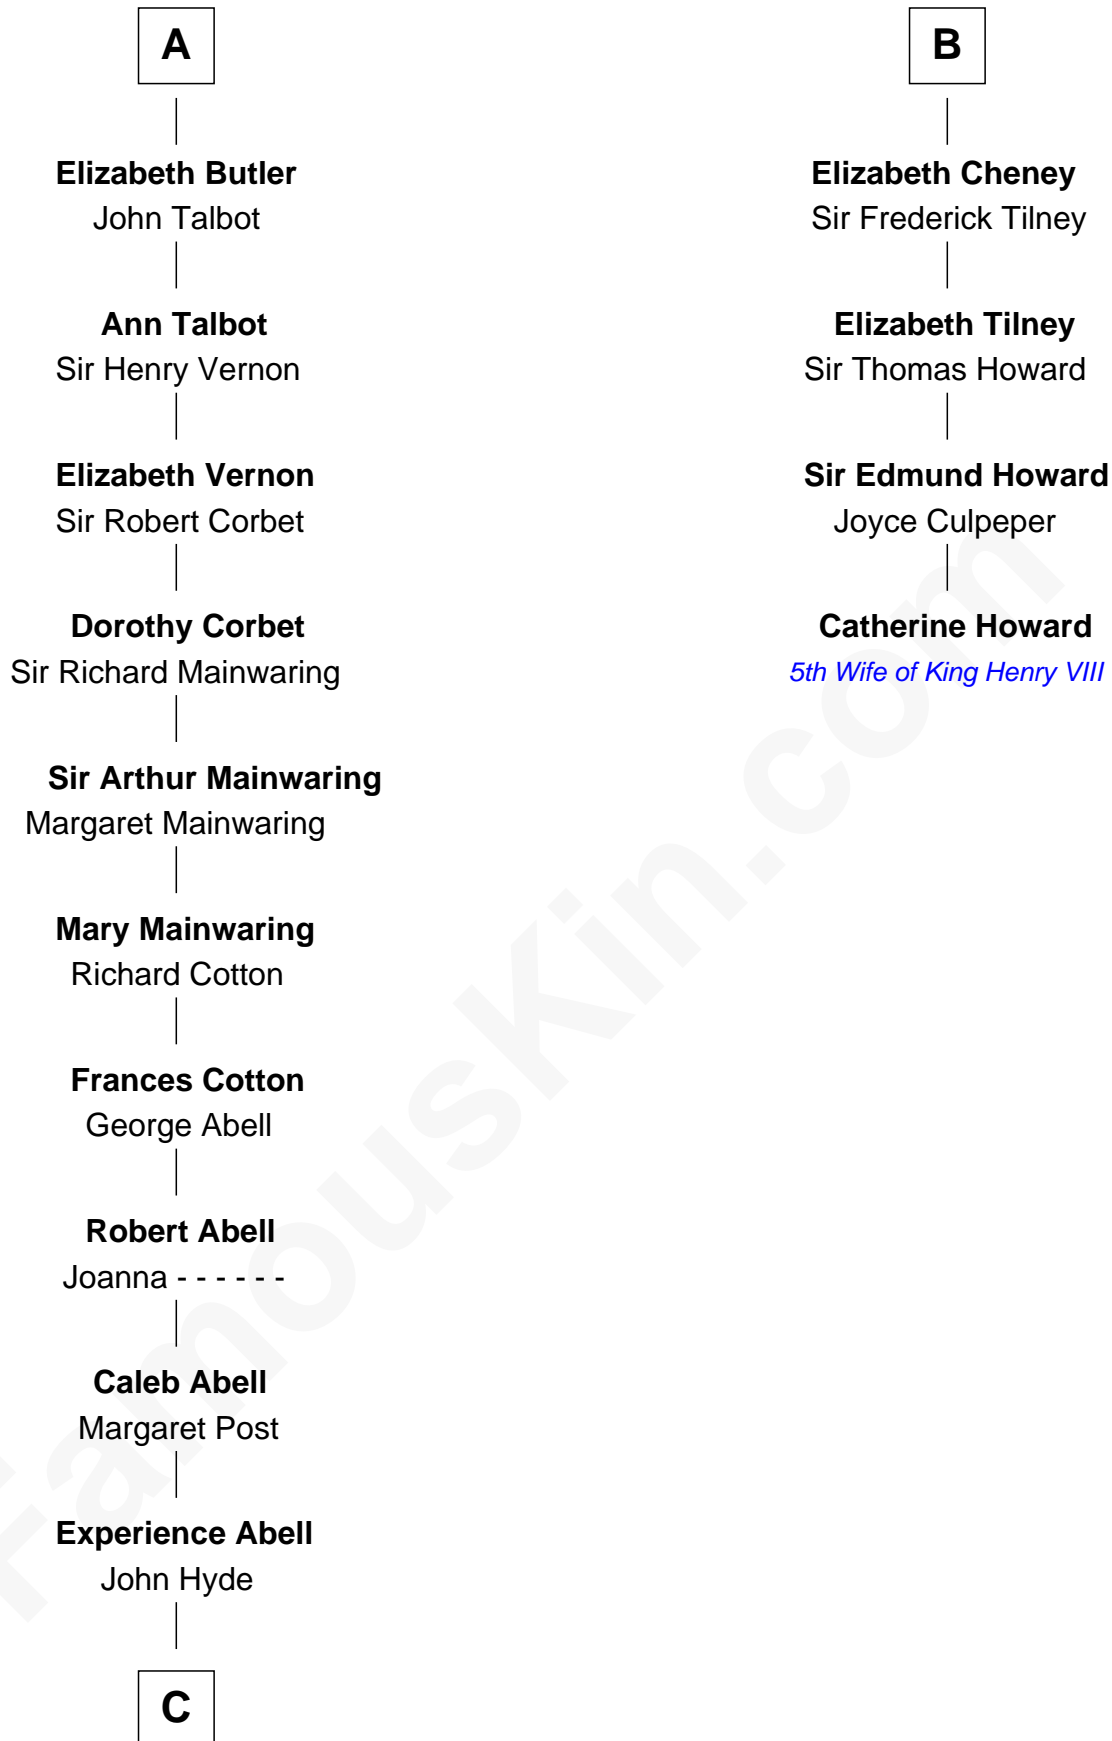 A
Elizabeth Butler
John Talbot
Ann Talbot
Sir Henry Vernon
Elizabeth Vernon
Sir Robert Corbet
Dorothy Corbet
Sir Richard Mainwaring
Sir Arthur Mainwaring
Margaret Mainwaring
Mary Mainwaring
Richard Cotton
Frances Cotton
George Abell
Robert Abell
Joanna - - - - - -
Caleb Abell
Margaret Post
Experience Abell
John Hyde
C
B
Elizabeth Cheney
Sir Frederick Tilney
Elizabeth Tilney
Sir Thomas Howard
Sir Edmund Howard
Joyce Culpeper
Catherine Howard
5th Wife of King Henry VIII
FamousKin.com